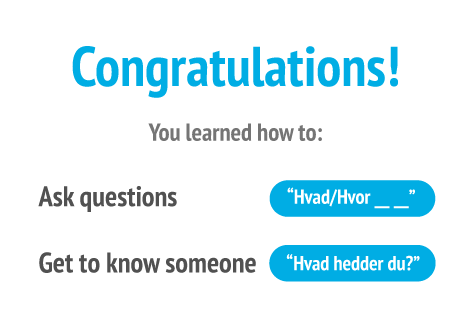 Congratulations!
You learned how to:
Ask questions “Hvad/Hvor __ __”
Get to know someone “Hvad hedder du?”